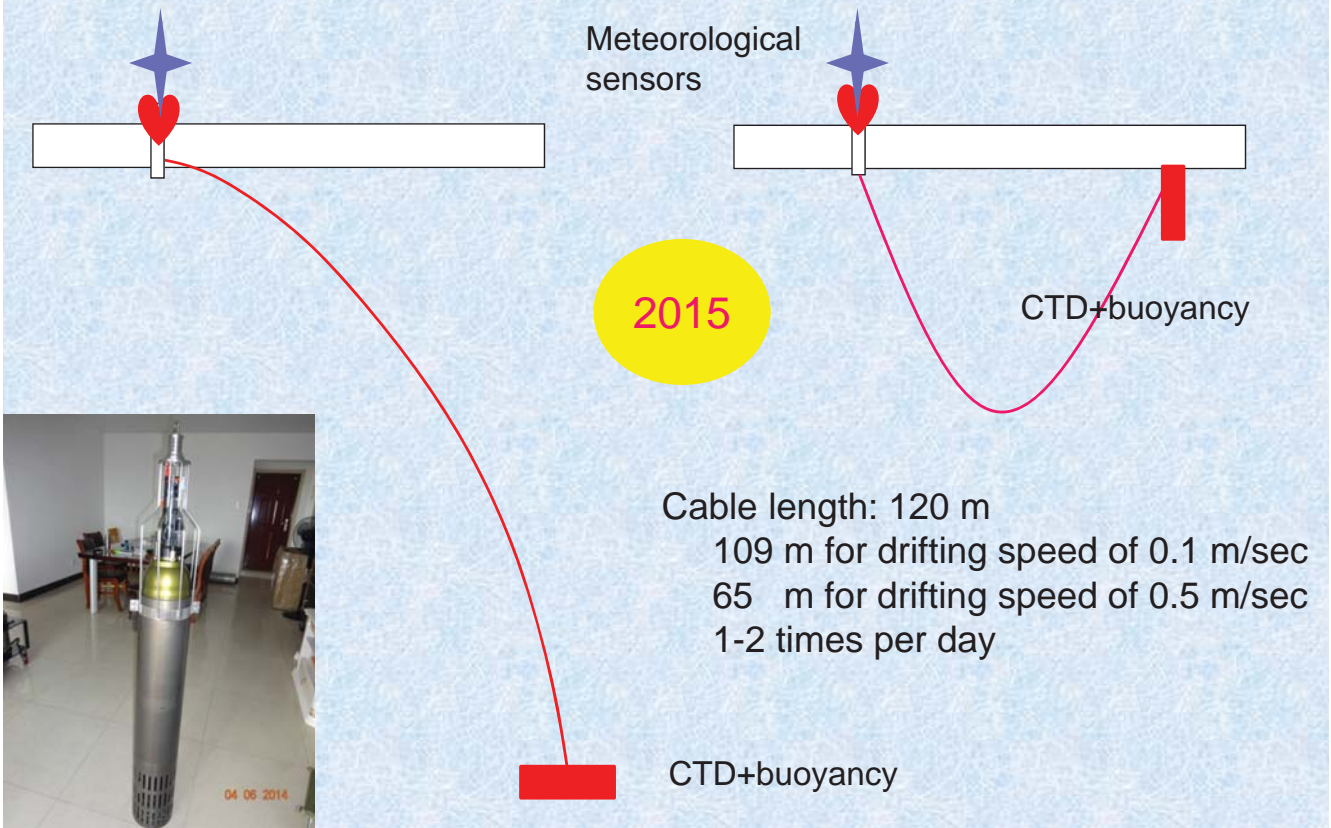 Meteorological
sensors
2015
CTD+buoyancy
Cable length: 120 m
109 m for drifting speed of 0.1 m/sec
65 m for drifting speed of 0.5 m/sec
1-2 times per day
CTD+buoyancy
04 06 2014